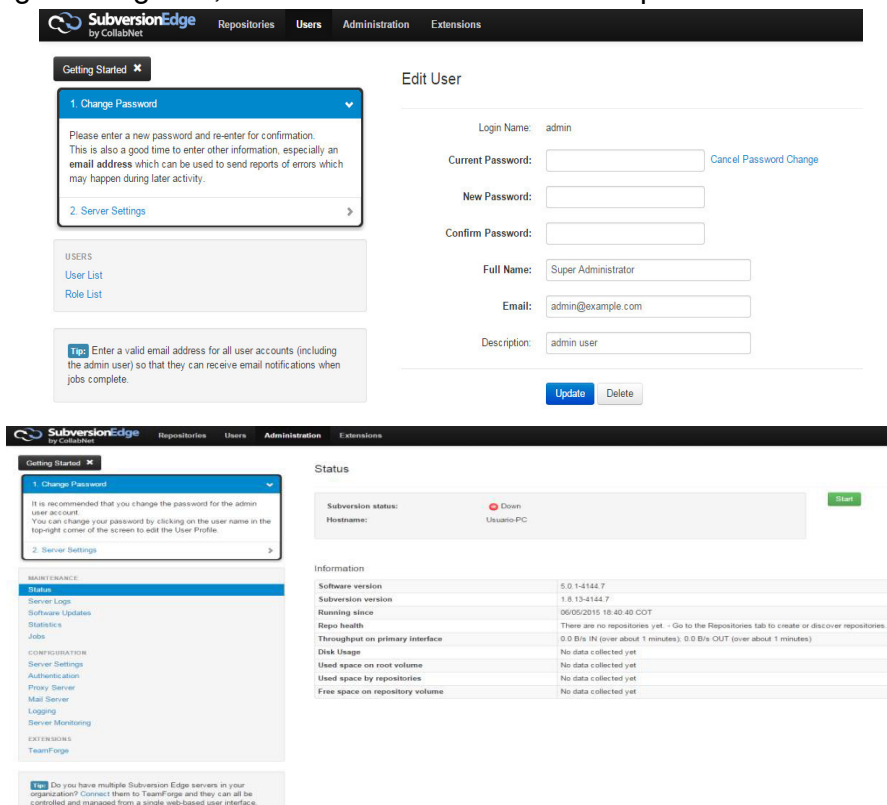 SubversionEdge
by CollabNet
Repositories Users Administration Extensions
Getting Started ✖
1. Change Password
Please enter a new password and re-enter for confirmation.
This is also a good time to enter other information, especially an
email address which can be used to send reports of errors which
may happen during later activity.
2. Server Settings
USERS
User List
Role List
Tip: Enter a valid email address for all user accounts (including
the admin user) so that they can receive email notifications when
jobs complete.
Edit User
Login Name: admin
Current Password: Cancel Password Change
New Password:
Confirm Password:
Full Name: Super Administrator
Email: admin@example.com
Description: admin user
Update Delete
SubversionEdge
by CollabNet
Repositories Users Administration Extensions
Getting Started ✖
1. Change Password
It is recommended that you change the password for the admin
user account.
You can change your password by clicking on the user name in the
top-right corner of the screen to edit the User Profile.
2. Server Settings
MAINTENANCE
Status
Server Logs
Software Updates
Statistics
Jobs
CONFIGURATION
Server Settings
Authentication
Proxy Server
Mail Server
Logging
Server Monitoring
EXTENSIONS
TeamForge
Tip: Do you have multiple Subversion Edge servers in your
organization? Connect them to TeamForge and they can all be
controlled and managed from a single web-based user interface.
Status
Subversion status: Down
Hostname: Usuario-PC
Start
Information
Software version 5.0.1-4144.7
Subversion version 1.8.13-4144.7
Running since 06/05/2015 18:40:40 COT
Repo health There are no repositories yet. - Go to the Repositories tab to create or discover repositories.
Throughput on primary interface 0.0 B/s IN (over about 1 minutes); 0.0 B/s OUT (over about 1 minutes)
Disk Usage No data collected yet
Used space on root volume No data collected yet
Used space by repositories No data collected yet
Free space on repository volume No data collected yet